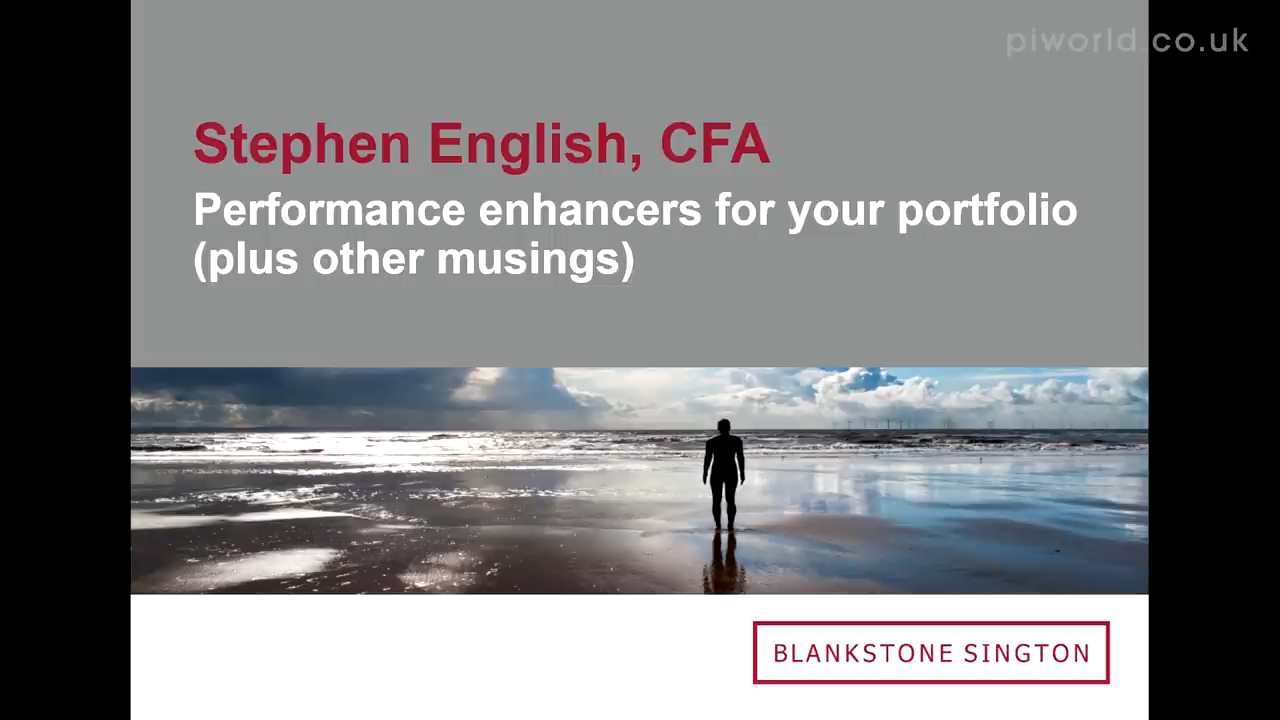 piworld.co.uk
Stephen English, CFA
Performance enhancers for your portfolio
(plus other musings)
BLANKSTONE SINGTON